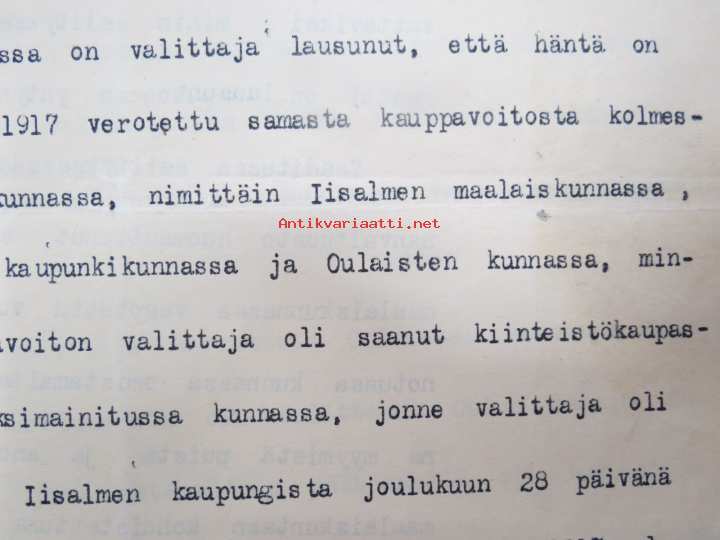 ssa on valittaja lausunut, että häntä on
1917 verotettu samasta kauppavoitosta kolmes-
kunnassa, nimittäin Iisalmen maalaiskunnassa,
Antikvariaatti.net
kaupunkikunnassa ja Oulaisten kunnassa, min-
voiton valittaja oli saanut kiinteistökaupas-
ksimainitussa kunnassa, jonne valittaja oli
Iisalmen kaupungista joulukuun 28 päivänä